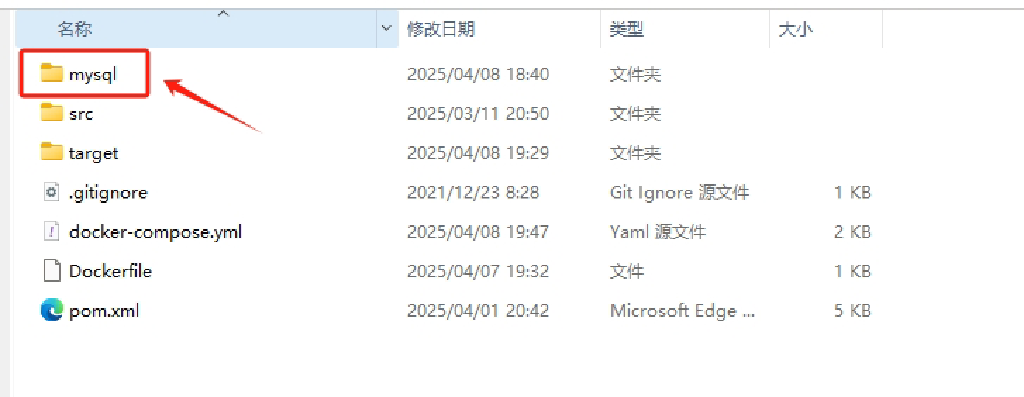 名称 修改日期 类型 大小
mysql 2025/04/08 18:40 文件夹
src 2025/03/11 20:50 文件夹
target 2025/04/08 19:29 文件夹
.gitignore 2021/12/23 8:28 Git Ignore 源文件 1 KB
docker-compose.yml 2025/04/08 19:47 Yaml 源文件 2 KB
Dockerfile 2025/04/07 19:32 文件 1 KB
pom.xml 2025/04/01 20:42 Microsoft Edge ... 5 KB